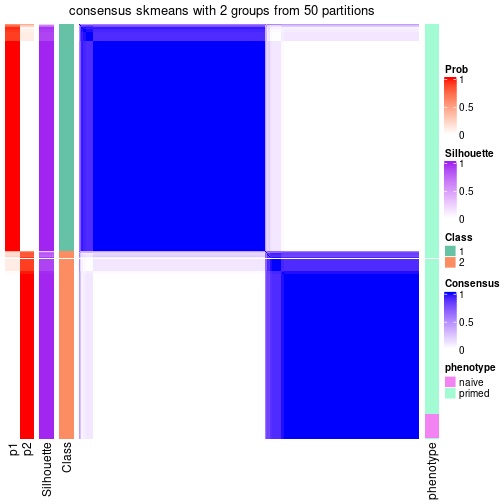 consensus skmeans with 2 groups from 50 partitions
Prob
1
0.5
0
Silhouette
1
0.5
0
Class
1
2
Consensus
1
0.5
0
phenotype
naive
primed
p1
p2
Silhouette
Class
phenotype